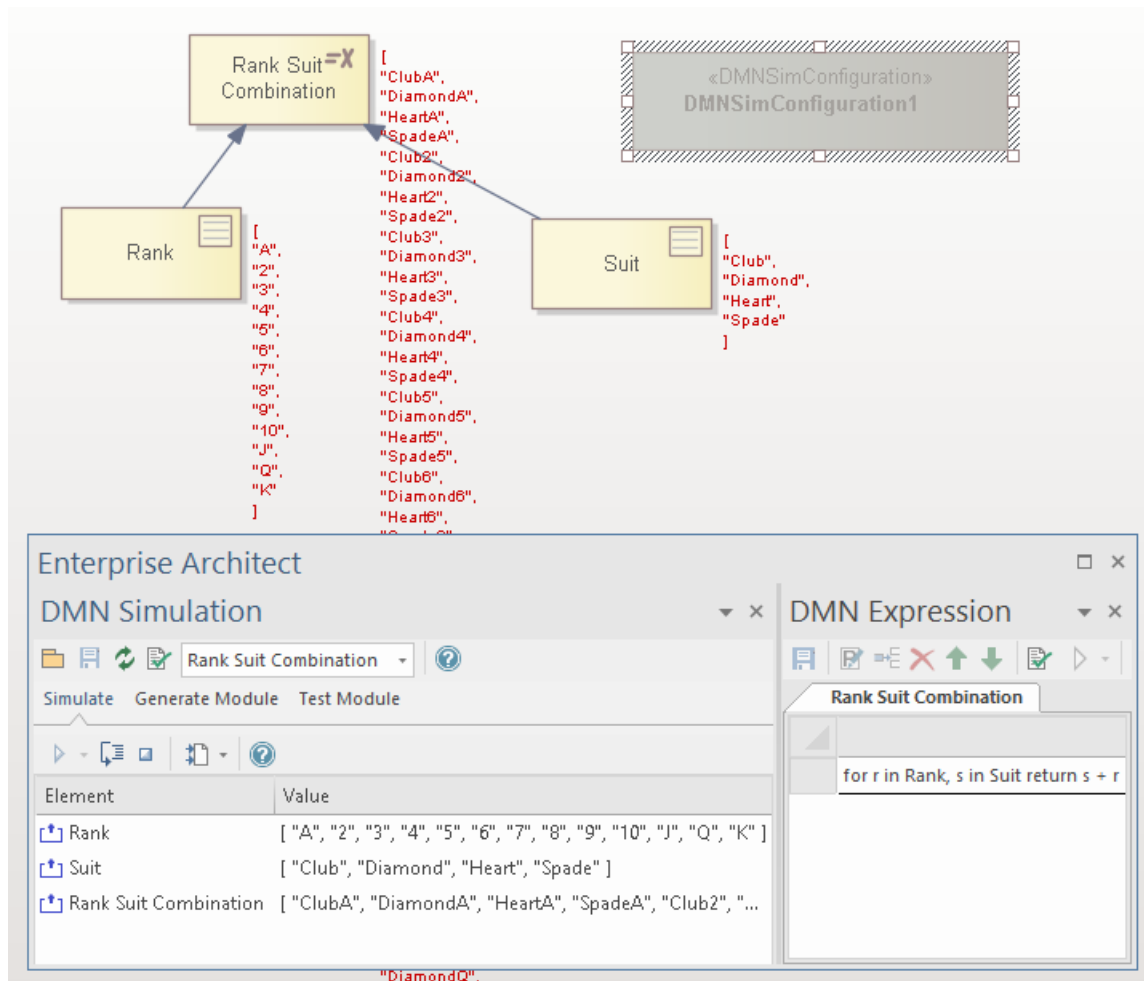 Rank Suit
Combination
=X
[
"ClubA",
"DiamondA",
"HeartA",
"SpadeA",
"Club2",
"Diamond2",
"Heart2",
"Spade2",
"Club3",
"Diamond3",
"Heart3",
"Spade3",
"Club4",
"Diamond4",
"Heart4",
"Spade4",
"Club5",
"Diamond5",
"Heart5",
"Spade5",
"Club6",
"Diamond6",
"Heart6",
«DMNSimConfiguration»
DMNSimConfiguration1
Rank
[
"A",
"2",
"3",
"4",
"5",
"6",
"7",
"8",
"9",
"10",
"J",
"Q",
"K"
]
Suit
[
"Club",
"Diamond",
"Heart",
"Spade"
]
Enterprise Architect
DMN Simulation
Rank Suit Combination
Simulate Generate Module Test Module
Element Value
Rank [ "A", "2", "3", "4", "5", "6", "7", "8", "9", "10", "J", "Q", "K" ]
Suit [ "Club", "Diamond", "Heart", "Spade" ]
Rank Suit Combination [ "ClubA", "DiamondA", "HeartA", "SpadeA", "Club2", "...
DMN Expression
Rank Suit Combination
for r in Rank, s in Suit return s + r
"DiamondQ",